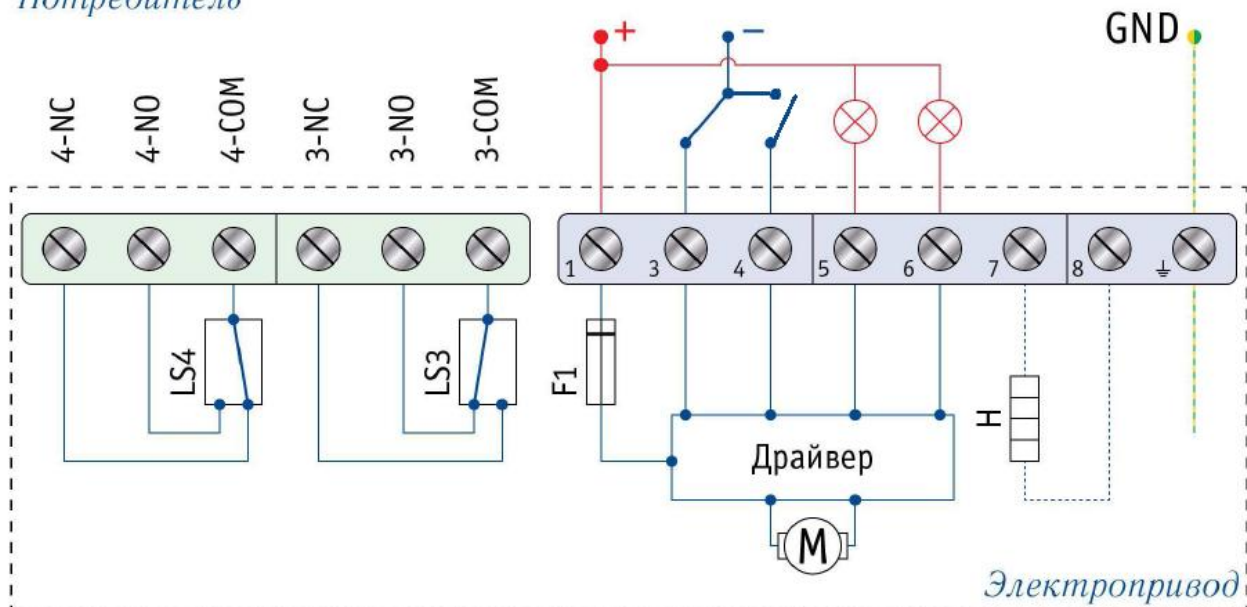 Потребитель
+
−
GND
4-NC
4-NO
4-COM
3-NC
3-NO
3-COM
1
3
4
5
6
7
8
LS4
LS3
F1
H
Драйвер
M
Электропривод